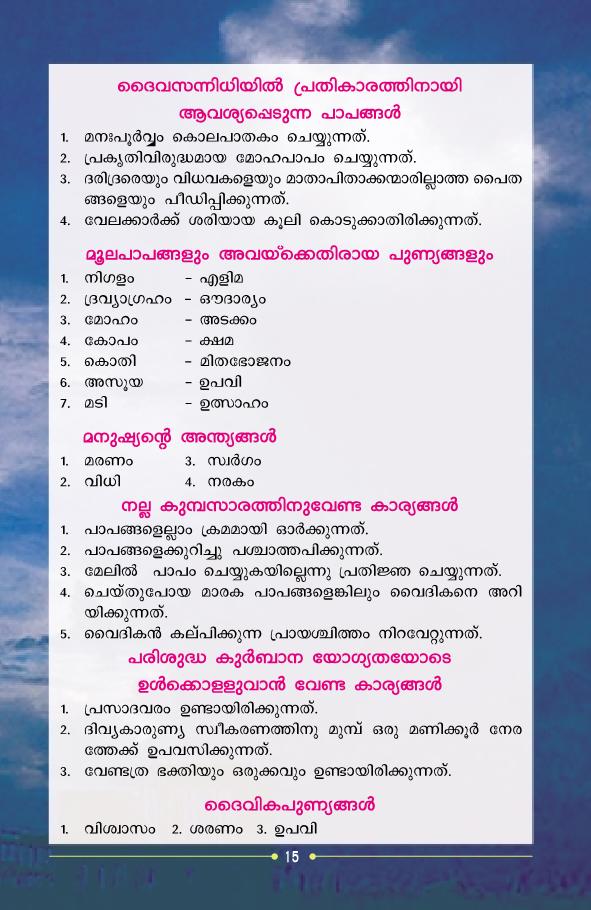 ദൈവസന്നിധിയിൽ പ്രതികാരത്തിനായി
ആവശ്യപ്പെടുന്ന പാപങ്ങൾ
1. മനഃപൂർവ്വം കൊലപാതകം ചെയ്യുന്നത്.
2. പ്രകൃതിവിരുദ്ധമായ മോഹപാപം ചെയ്യുന്നത്.
3. ദരിദ്രരെയും വിധവകളെയും മാതാപിതാക്കന്മാരില്ലാത്ത പൈത
ങ്ങളെയും പീഡിപ്പിക്കുന്നത്.
4. വേലക്കാർക്ക് ശരിയായ കൂലി കൊടുക്കാതിരിക്കുന്നത്.
മൂലപാപങ്ങളും അവയ്ക്കെതിരായ പുണ്യങ്ങളും
1. നിഗളം – എളിമ
2. ദ്രവ്യാഗ്രഹം – ഔദാര്യം
3. മോഹം – അടക്കം
4. കോപം – ക്ഷമ
5. കൊതി – മിതഭോജനം
6. അസൂയ – ഉപവി
7. മടി – ഉത്സാഹം
മനുഷ്യന്റെ അന്ത്യങ്ങൾ
1. മരണം 3. സ്വർഗം
2. വിധി 4. നരകം
നല്ല കുമ്പസാരത്തിനുവേണ്ട കാര്യങ്ങൾ
1. പാപങ്ങളെല്ലാം ക്രമമായി ഓർക്കുന്നത്.
2. പാപങ്ങളെക്കുറിച്ചു പശ്ചാത്തപിക്കുന്നത്.
3. മേലിൽ പാപം ചെയ്യുകയില്ലെന്നു പ്രതിജ്ഞ ചെയ്യുന്നത്.
4. ചെയ്തുപോയ മാരക പാപങ്ങളെങ്കിലും വൈദികനെ അറി
യിക്കുന്നത്.
5. വൈദികൻ കല്പിക്കുന്ന പ്രായശ്ചിത്തം നിറവേറ്റുന്നത്.
പരിശുദ്ധ കുർബാന യോഗ്യതയോടെ
ഉൾക്കൊളളുവാൻ വേണ്ട കാര്യങ്ങൾ
1. പ്രസാദവരം ഉണ്ടായിരിക്കുന്നത്.
2. ദിവ്യകാരുണ്യ സ്വീകരണത്തിനു മുമ്പ് ഒരു മണിക്കൂർ നേര
ത്തേക്ക് ഉപവസിക്കുന്നത്.
3. വേണ്ടത്ര ഭക്തിയും ഒരുക്കവും ഉണ്ടായിരിക്കുന്നത്.
ദൈവികപുണ്യങ്ങൾ
1. വിശ്വാസം 2. ശരണം 3. ഉപവി
15